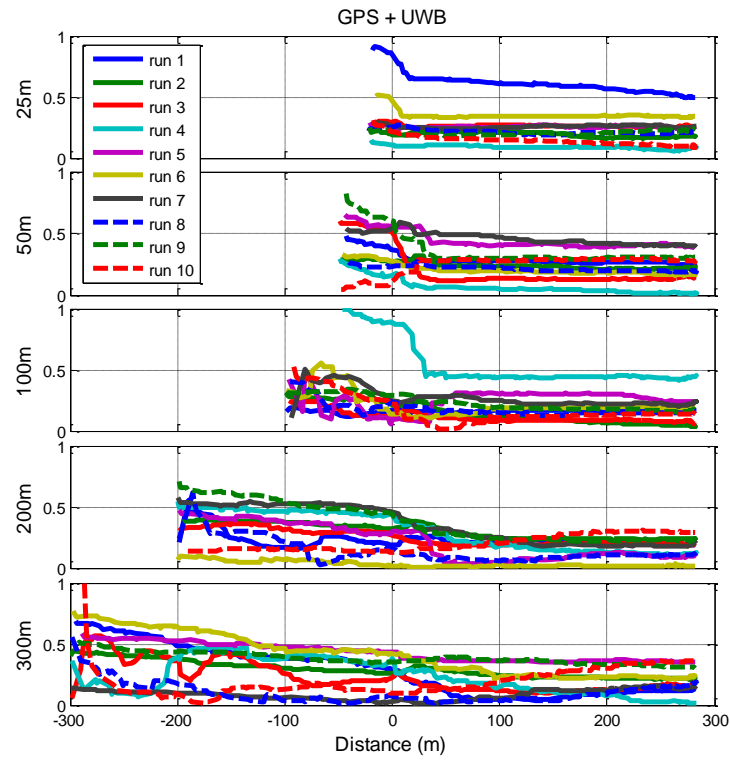 GPS + UWB
1
0.5
0
25m
run 1
run 2
run 3
run 4
run 5
run 6
run 7
run 8
run 9
run 10
1
0.5
0
50m
1
0.5
0
100m
1
0.5
0
200m
1
0.5
0
300m
-300 -200 -100 0 100 200 300
Distance (m)